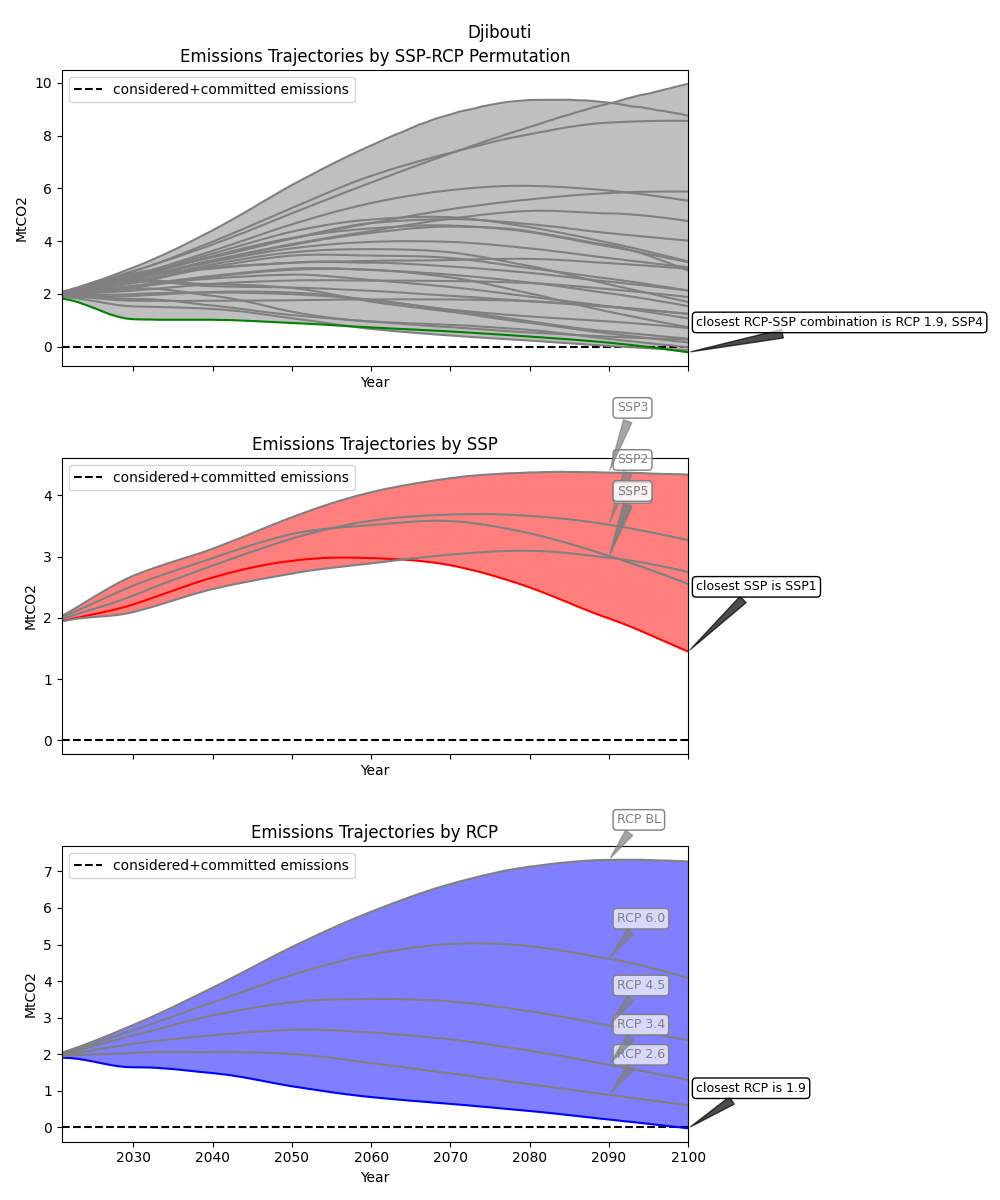 Djibouti
Emissions Trajectories by SSP-RCP Permutation
considered+committed emissions
10
8
6
4
2
0
MtCO2
closest RCP-SSP combination is RCP 1.9, SSP4
Year
SSP3
Emissions Trajectories by SSP
SSP2
considered+committed emissions
SSP5
4
3
2
1
0
MtCO2
closest SSP is SSP1
Year
RCP BL
Emissions Trajectories by RCP
considered+committed emissions
7
6
5
4
3
2
1
0
MtCO2
RCP 6.0
RCP 4.5
RCP 3.4
RCP 2.6
closest RCP is 1.9
2030 2040 2050 2060 2070 2080 2090 2100
Year